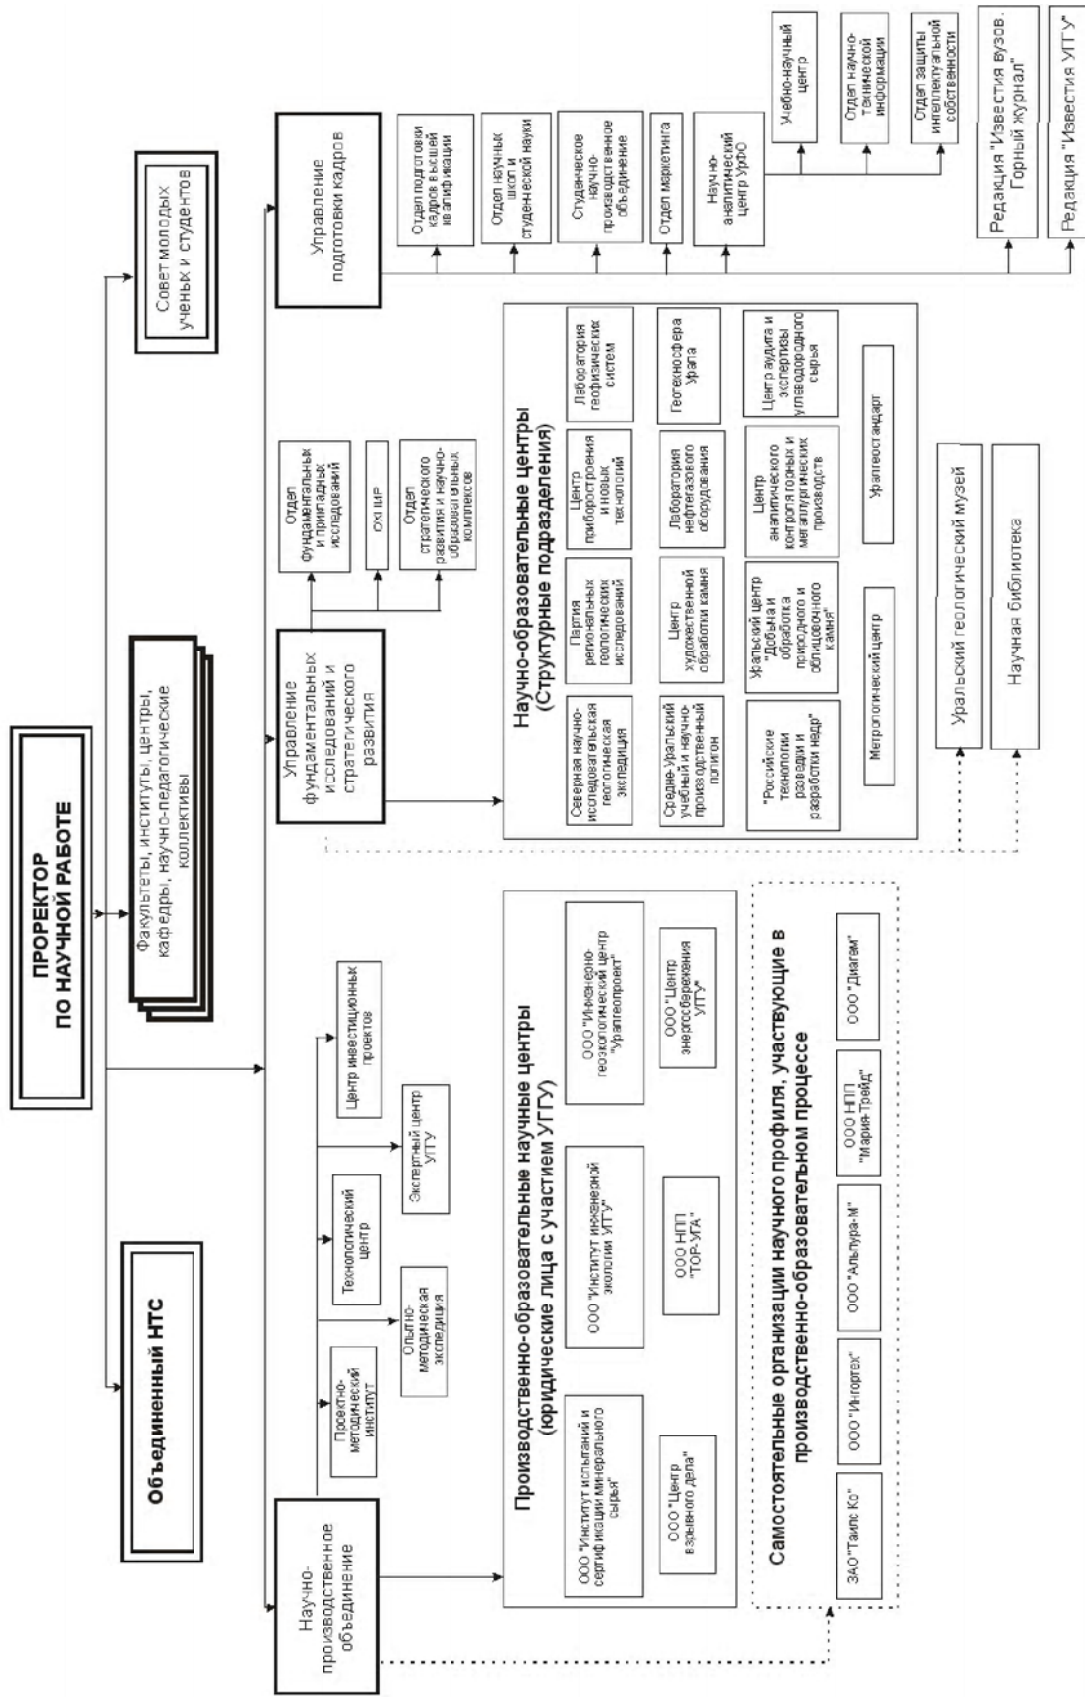 ПРОРЕКТОР
ПО НАУЧНОЙ РАБОТЕ
Объединенный НТС
Факультеты, институты, центры,
кафедры, научно-педагогические
коллективы
Совет молодых
ученых и студентов
Научно-
производственное
объединение
Управление
фундаментальных
исследований и
стратегического
развития
Управление
подготовки кадров
Проектно-
методический
институт
Технологический
центр
Центр инвестиционных
проектов
Опытно-
методическая
экспедиция
Экспертный центр
УГГУ
Отдел
фундаментальных
и прикладных
исследований
Отдел
стратегического
развития и научно-
образовательных
комплексов
Отдел подготовки
кадров высшей
квалификации
Отдел научных
школ и
студенческой науки
Студенческое
научно-
производственное
объединение
Отдел маркетинга
Научно-
аналитический
центр УрФО
Учебно-научный
центр
Отдел научно-
технической
информации
Отдел защиты
интеллектуальной
собственности
Редакция "Известия вузов.
Горный журнал"
Редакция "Известия УГГУ"
Производственно-образовательные научные центры
(юридические лица с участием УГГУ)
ООО "Институт испытаний и
сертификации минерального
сырья"
ООО "Институт инженерной
экологии УГГУ"
ООО "Инженерно-
геоэкологический центр
"Уралгеопроект"
ООО "Центр
взрывного дела"
ООО НПП
"ТОР-УГА"
ООО "Центр
энергосбережения
УГГУ"
Научно-образовательные центры
(Структурные подразделения)
Северная научно-
исследовательская
геологическая
экспедиция
Партия
региональных
геологических
исследований
Центр
приборостроения
и новых
технологий
Лаборатория
геофизических
систем
Средне-Уральский
учебный и научно-
производственный
полигон
Центр
художественной
обработки камня
Лаборатория
нефтегазового
оборудования
Геотехносфера
Урала
"Российские
технологии
разведки и
разработки недр"
Уральский центр
"Добыча и
обработка
природного и
облицовочного
камня"
Центр
аналитического
контроля горных и
металлургических
производств
Центр аудита и
экспертизы
углеводородного
сырья
Метрологический центр
Уралгеостандарт
Самостоятельные организации научного профиля, участвующие в
производственно-образовательном процессе
ЗАО "Таилс Ко"
ООО "Ингортех"
ООО "Альпура-м"
ООО НПП
"Мария-Трейд"
ООО "Диагем"
Уральский геологический музей
Научная библиотека